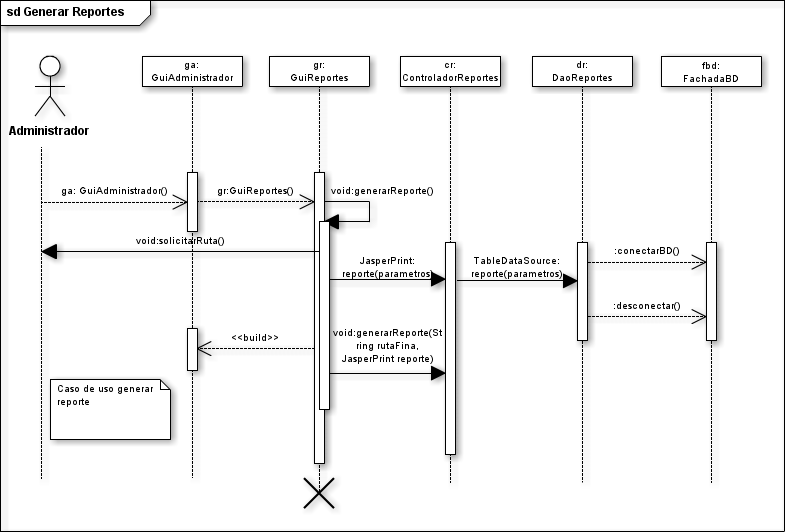 sd Generar Reportes
ga:
GuiAdministrador
gr:
GuiReportes
cr:
ControladorReportes
dr:
DaoReportes
fbd:
FachadaBD
Administrador
ga: GuiAdministrador()
gr:GuiReportes()
void:generarReporte()
void:solicitarRuta()
JasperPrint:
reporte(parametros)
TableDataSource:
reporte(parametros)
:conectarBD()
:desconectar()
<<build>>
void:generarReporte(St
ring rutaFina,
JasperPrint reporte)
Caso de uso generar
reporte